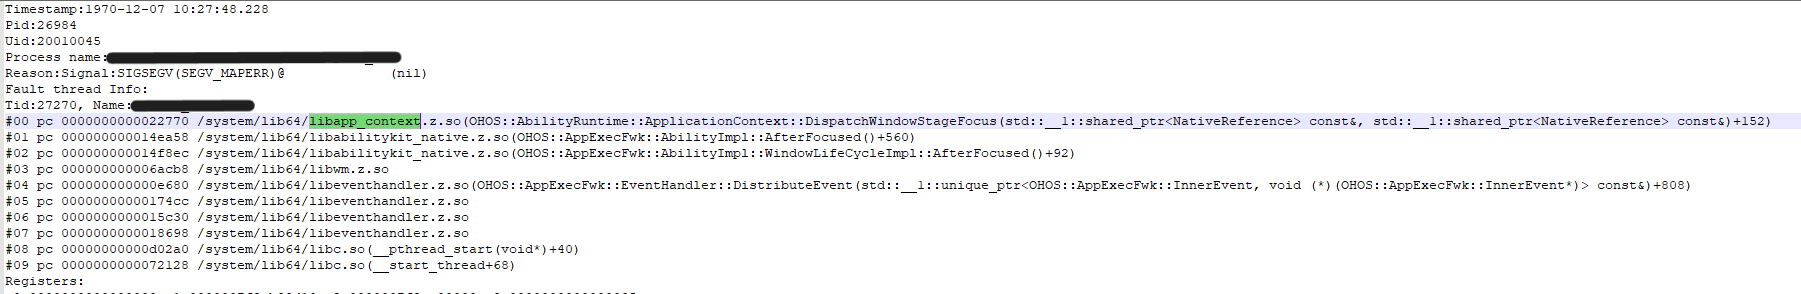 Timestamp:1970-12-07 10:27:48.228
Pid:26984
Uid:20010045
Process name:
Reason:Signal:SIGSEGV(SEGV_MAPERR)@ (nil)
Fault thread Info:
Tid:27270, Name:
#00 pc 0000000000022770 /system/lib64/libapp_context.z.so(OHOS::AbilityRuntime::ApplicationContext::DispatchWindowStageFocus(std::__1::shared_ptr<NativeReference> const&, std::__1::shared_ptr<NativeReference> const&)+152)
#01 pc 000000000014ea58 /system/lib64/libabilitykit_native.z.so(OHOS::AppExecFwk::AbilityImpl::AfterFocused()+560)
#02 pc 000000000014f8ec /system/lib64/libabilitykit_native.z.so(OHOS::AppExecFwk::AbilityImpl::WindowLifeCycleImpl::AfterFocused()+92)
#03 pc 000000000006acb8 /system/lib64/libwm.z.so
#04 pc 000000000000e680 /system/lib64/libeventhandler.z.so(OHOS::AppExecFwk::EventHandler::DistributeEvent(std::__1::unique_ptr<OHOS::AppExecFwk::InnerEvent, void (*)(OHOS::AppExecFwk::InnerEvent*)> const&)+808)
#05 pc 00000000000174cc /system/lib64/libeventhandler.z.so
#06 pc 0000000000015c30 /system/lib64/libeventhandler.z.so
#07 pc 0000000000018698 /system/lib64/libeventhandler.z.so
#08 pc 00000000000d02a0 /system/lib64/libc.so(__pthread_start(void*)+40)
#09 pc 0000000000072128 /system/lib64/libc.so(__start_thread+68)
Registers: